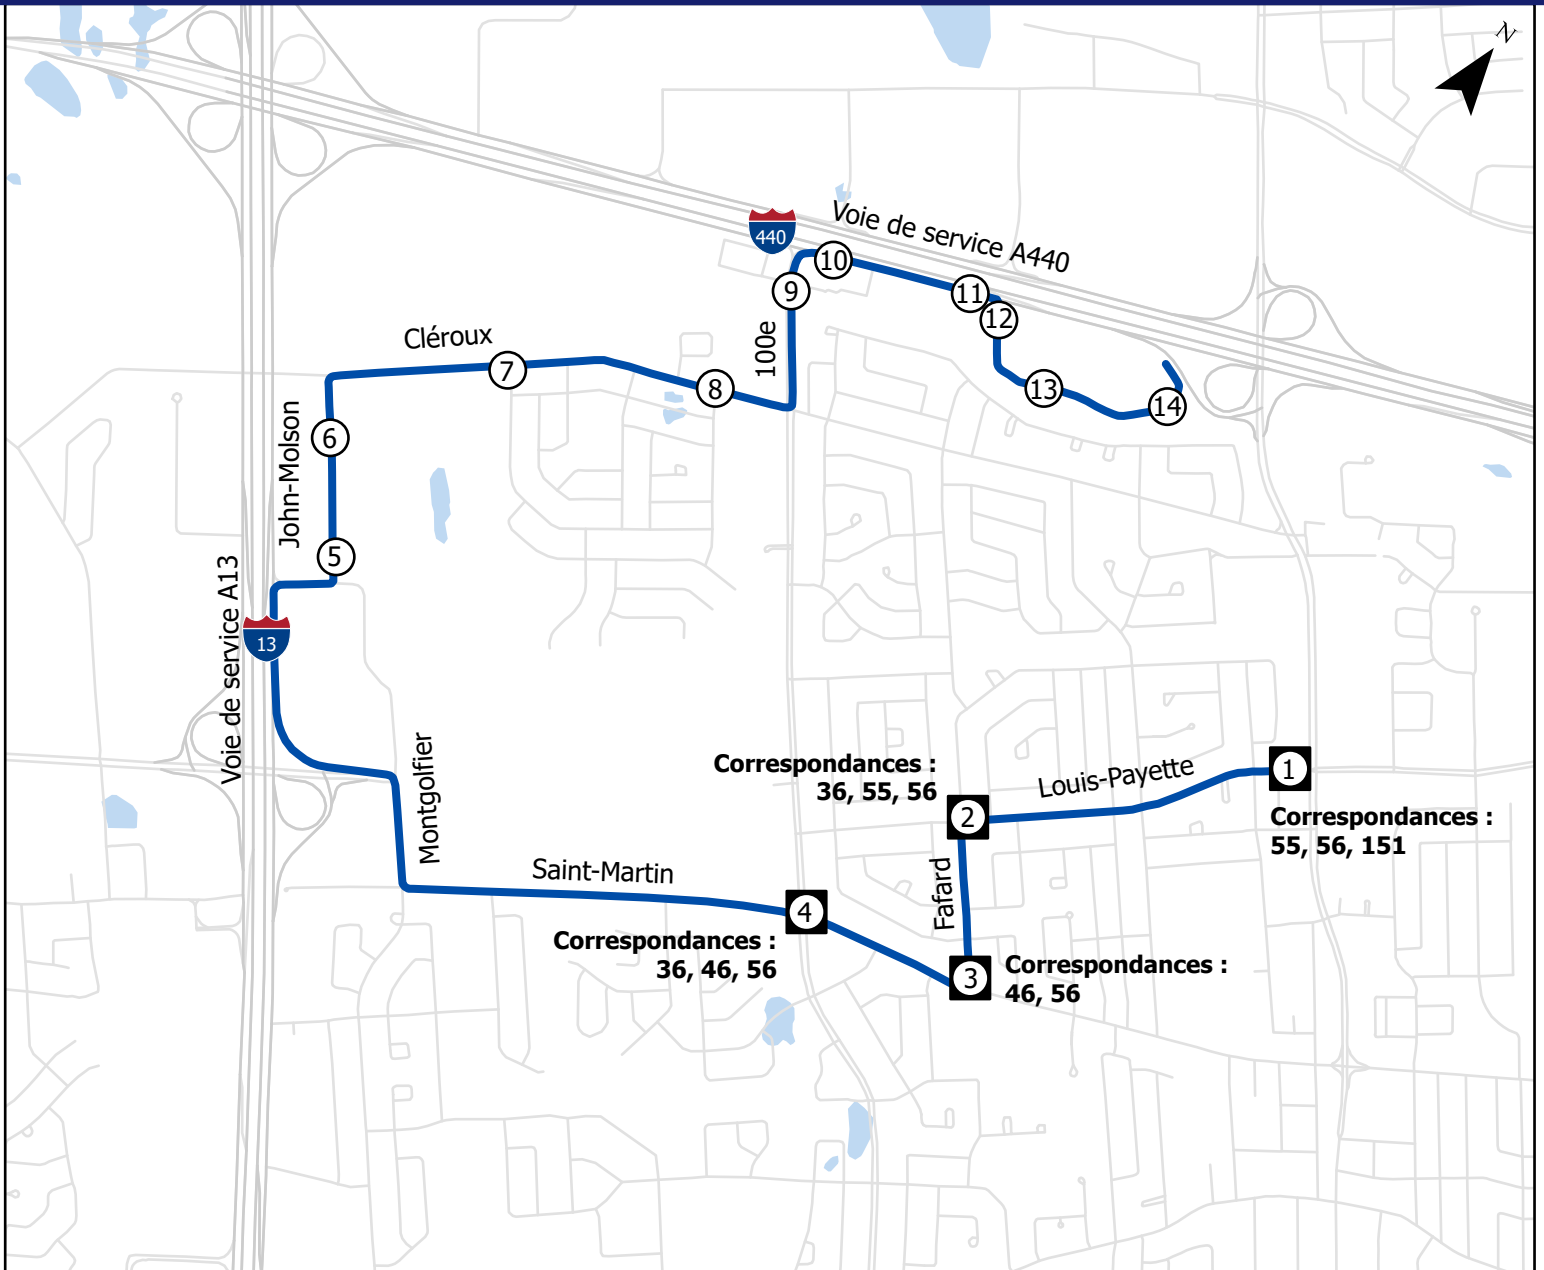 N
Voie de service A440
440
10
9
11
12
100e
Cléroux
7
8
13
14
John-Molson
6
5
Voie de service A13
13
Montgolfier
Correspondances :
36, 55, 56
2
Louis-Payette
1
Correspondances :
55, 56, 151
Fafard
Saint-Martin
4
Correspondances :
36, 46, 56
3
Correspondances :
46, 56